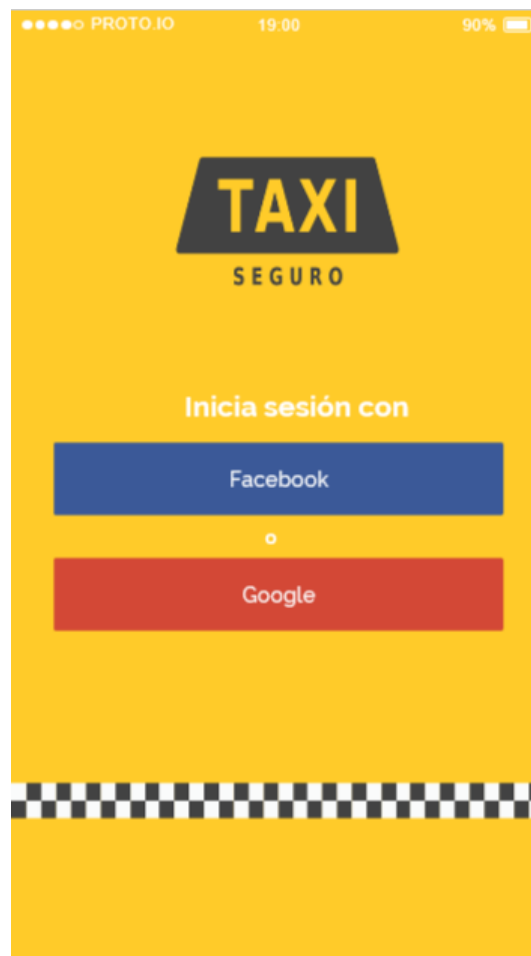 PROTO.IO 19:00 90%
TAXI
SEGURO
Inicia sesión con
Facebook
o
Google